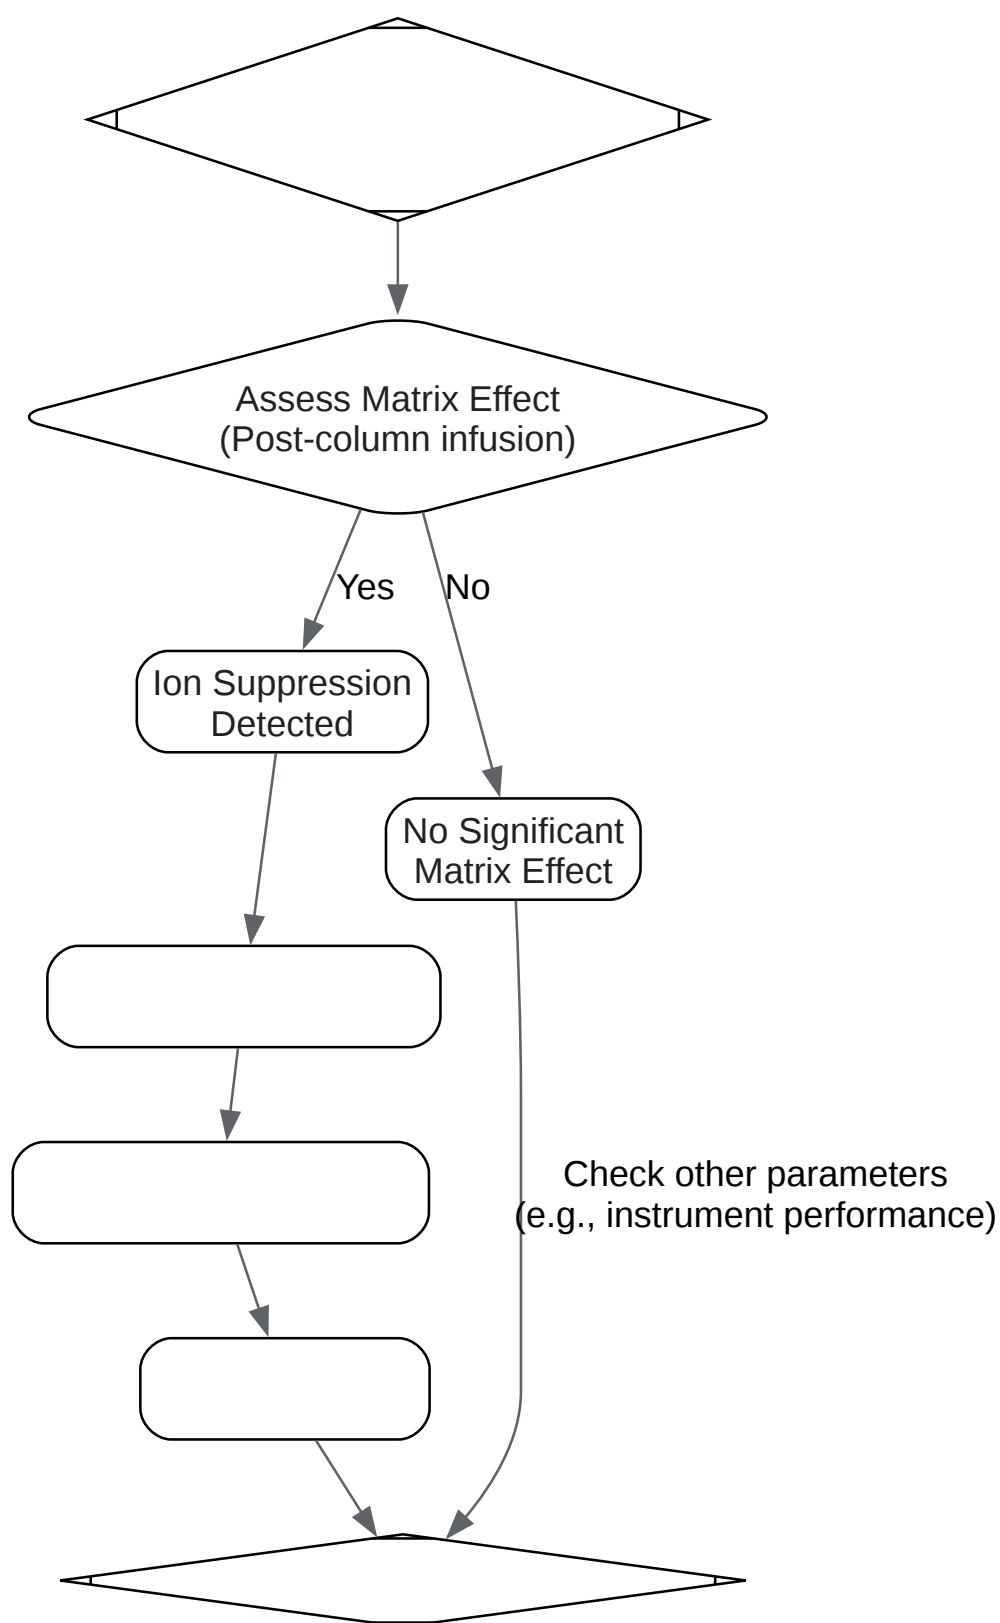 Assess Matrix Effect
(Post-column infusion)
Yes
No
Ion Suppression
Detected
No Significant
Matrix Effect
Check other parameters
(e.g., instrument performance)